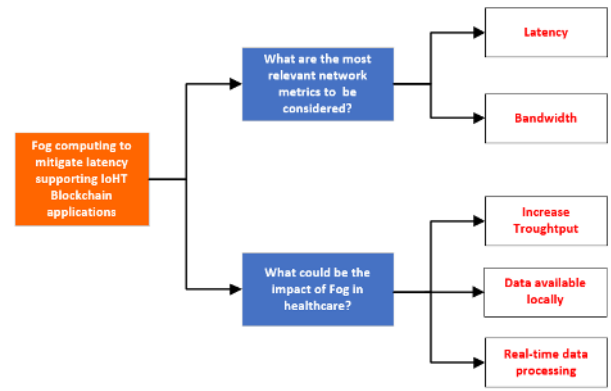 Fog computing to
mitigate latency
supporting IoHT
Blockchain
applications
What are the most
relevant network
metrics to be
considered?
Latency
Bandwidth
What could be the
impact of Fog in
healthcare?
Increase
Troughtput
Data available
locally
Real-time data
processing